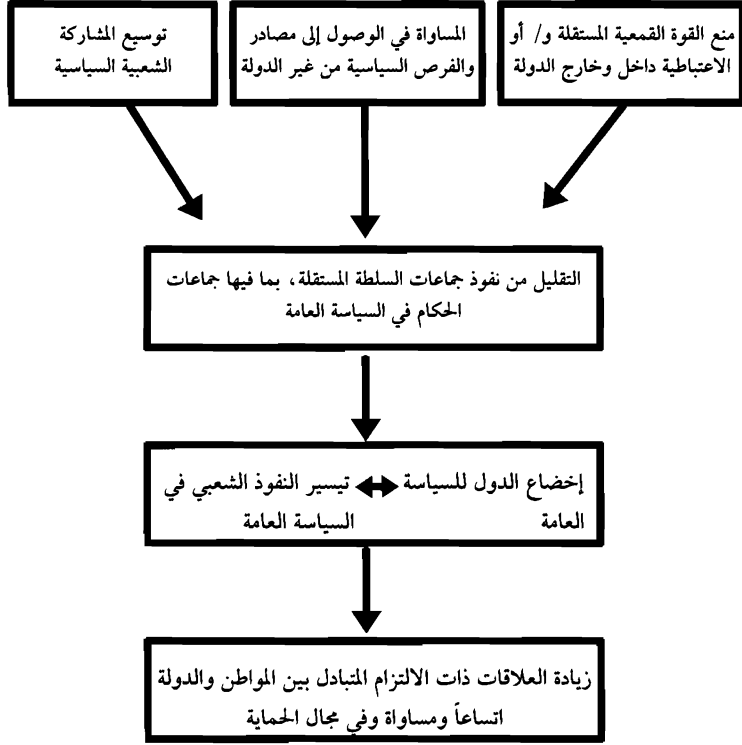 منع القوة القمعية المستقلة و/ أو
الاعتباطية داخل وخارج الدولة
المساواة في الوصول إلى مصادر
والفرص السياسية من غير الدولة
توسيع المشاركة
الشعبية السياسية
التقليل من نفوذ جماعات السلطة المستقلة، بما فيها جماعات
الحكام في السياسة العامة
إخضاع الدول للسياسة
العامة
تيسير النفوذ الشعبي في
السياسة العامة
زيادة العلاقات ذات الالتزام المتبادل بين المواطن والدولة
اتساعاً ومساواة وفي مجال الحماية